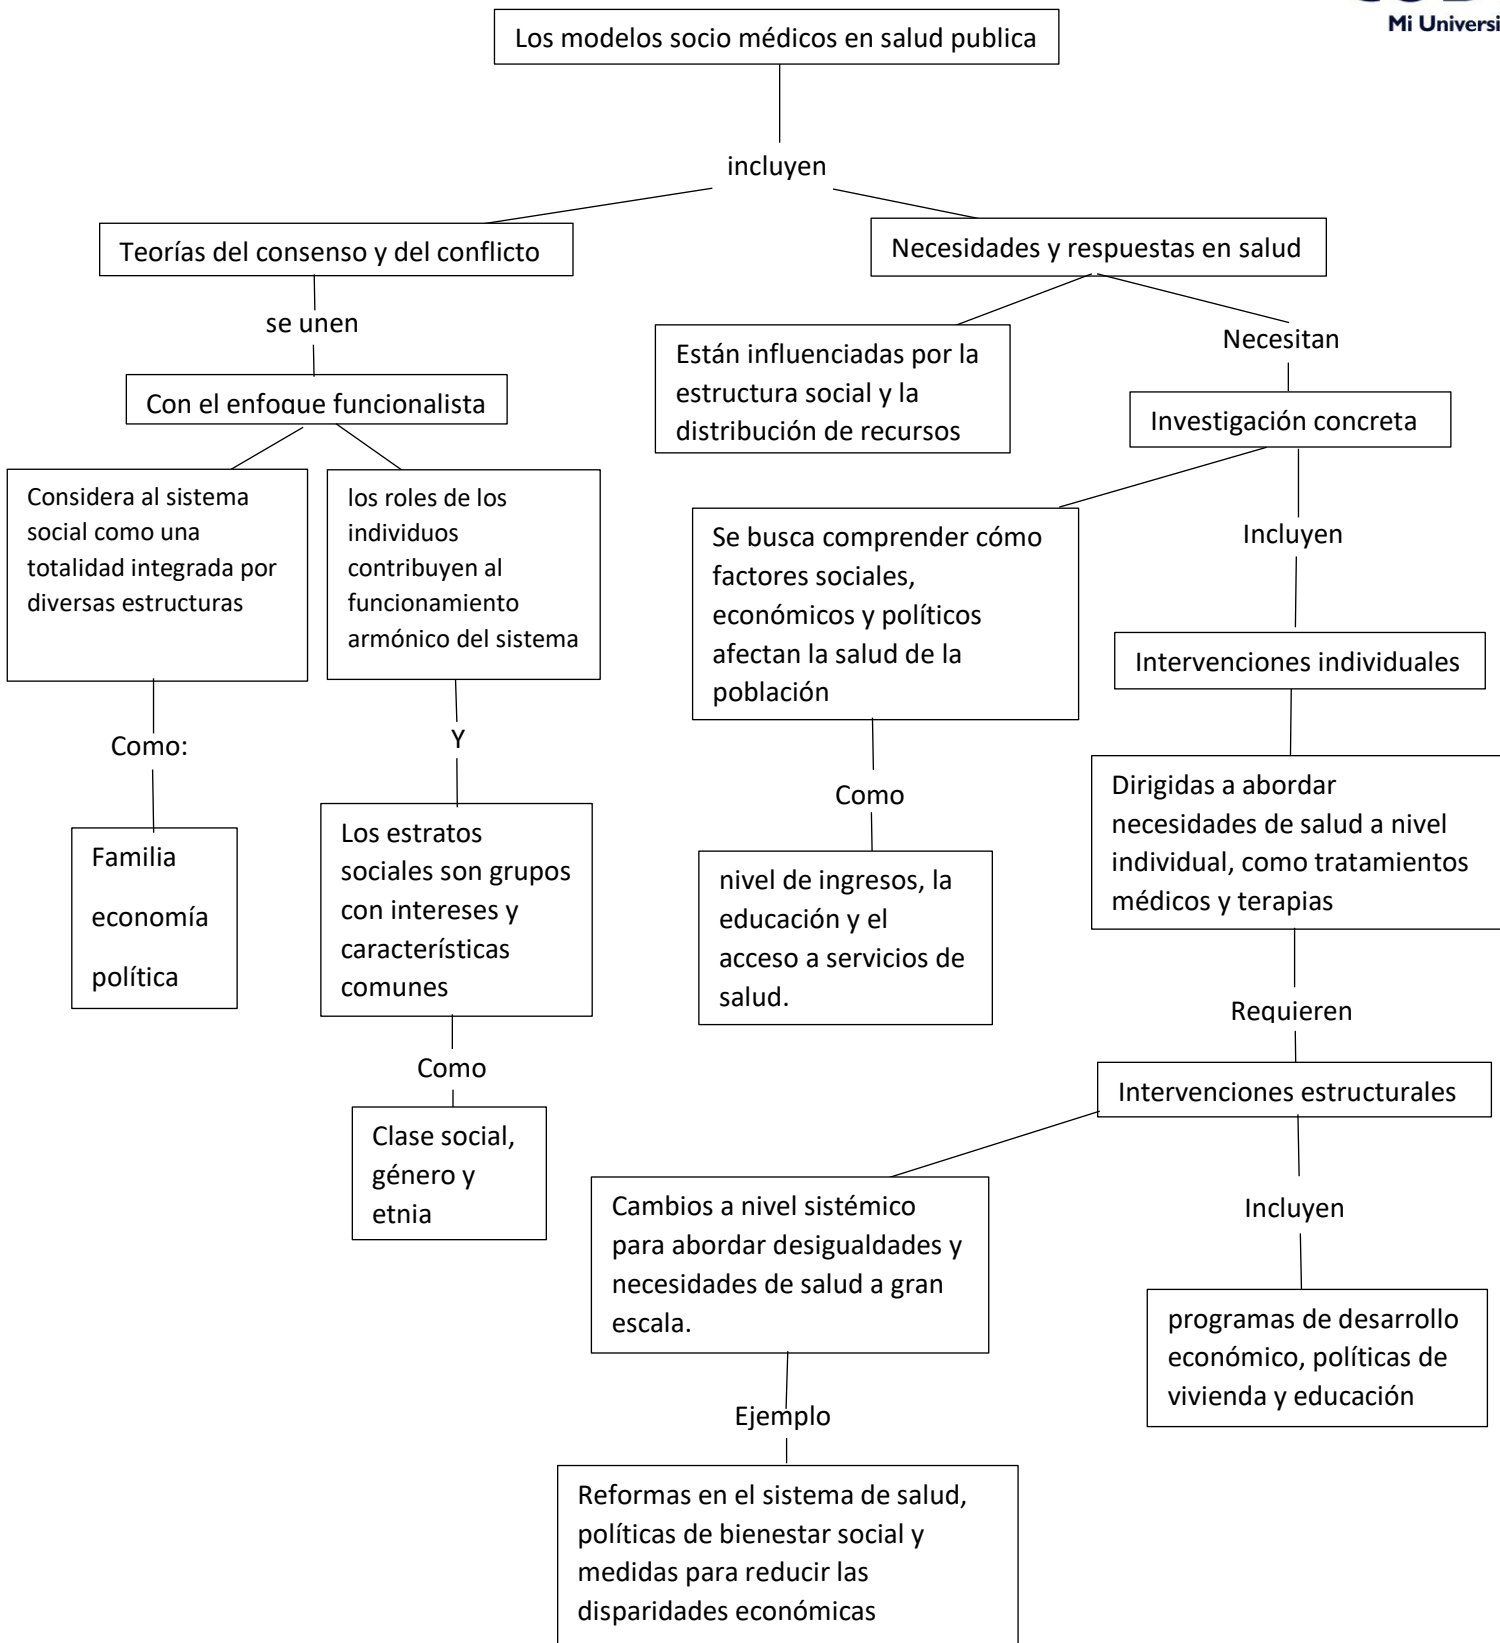 Mi Universi
Los modelos socio médicos en salud publica
incluyen
Teorías del consenso y del conflicto
Necesidades y respuestas en salud
se unen
Con el enfoque funcionalista
Están influenciadas por la
estructura social y la
distribución de recursos
Necesitan
Investigación concreta
Considera al sistema
social como una
totalidad integrada por
diversas estructuras
los roles de los
individuos
contribuyen al
funcionamiento
armónico del sistema
Se busca comprender cómo
factores sociales,
económicos y políticos
afectan la salud de la
población
Incluyen
Intervenciones individuales
Como:
Y
Como
Dirigidas a abordar
necesidades de salud a nivel
individual, como tratamientos
médicos y terapias
Familia
economía
política
Los estratos
sociales son grupos
con intereses y
características
comunes
nivel de ingresos, la
educación y el
acceso a servicios de
salud.
Requieren
Como
Intervenciones estructurales
Clase social,
género y
etnia
Cambios a nivel sistémico
para abordar desigualdades y
necesidades de salud a gran
escala.
Incluyen
programas de desarrollo
económico, políticas de
vivienda y educación
Ejemplo
Reformas en el sistema de salud,
políticas de bienestar social y
medidas para reducir las
disparidades económicas